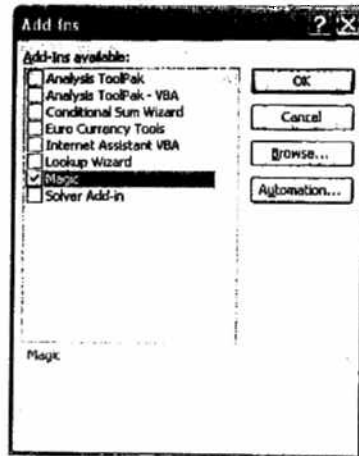 Add-Ins
Add-Ins available:
Analysis ToolPak
Analysis ToolPak - VBA
Conditional Sum Wizard
Euro Currency Tools
Internet Assistant VBA
Lookup Wizard
Magic
Solver Add-in
OK
Cancel
Browse...
Automation...
Magic